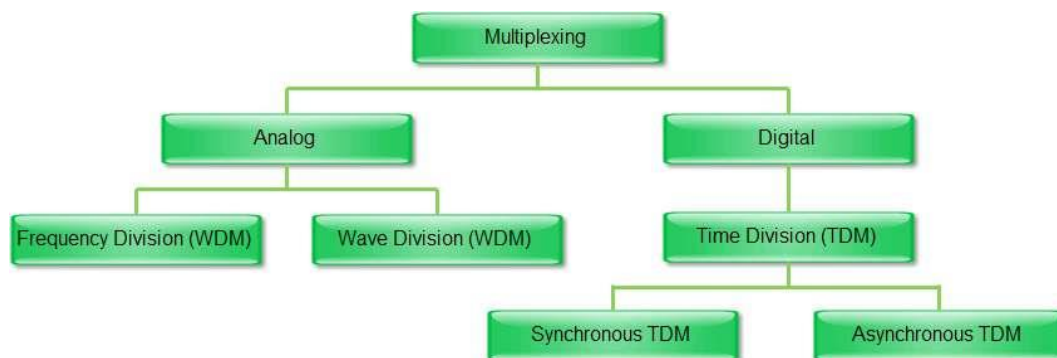 Multiplexing
Analog
Digital
Frequency Division (WDM)
Wave Division (WDM)
Time Division (TDM)
Synchronous TDM
Asynchronous TDM